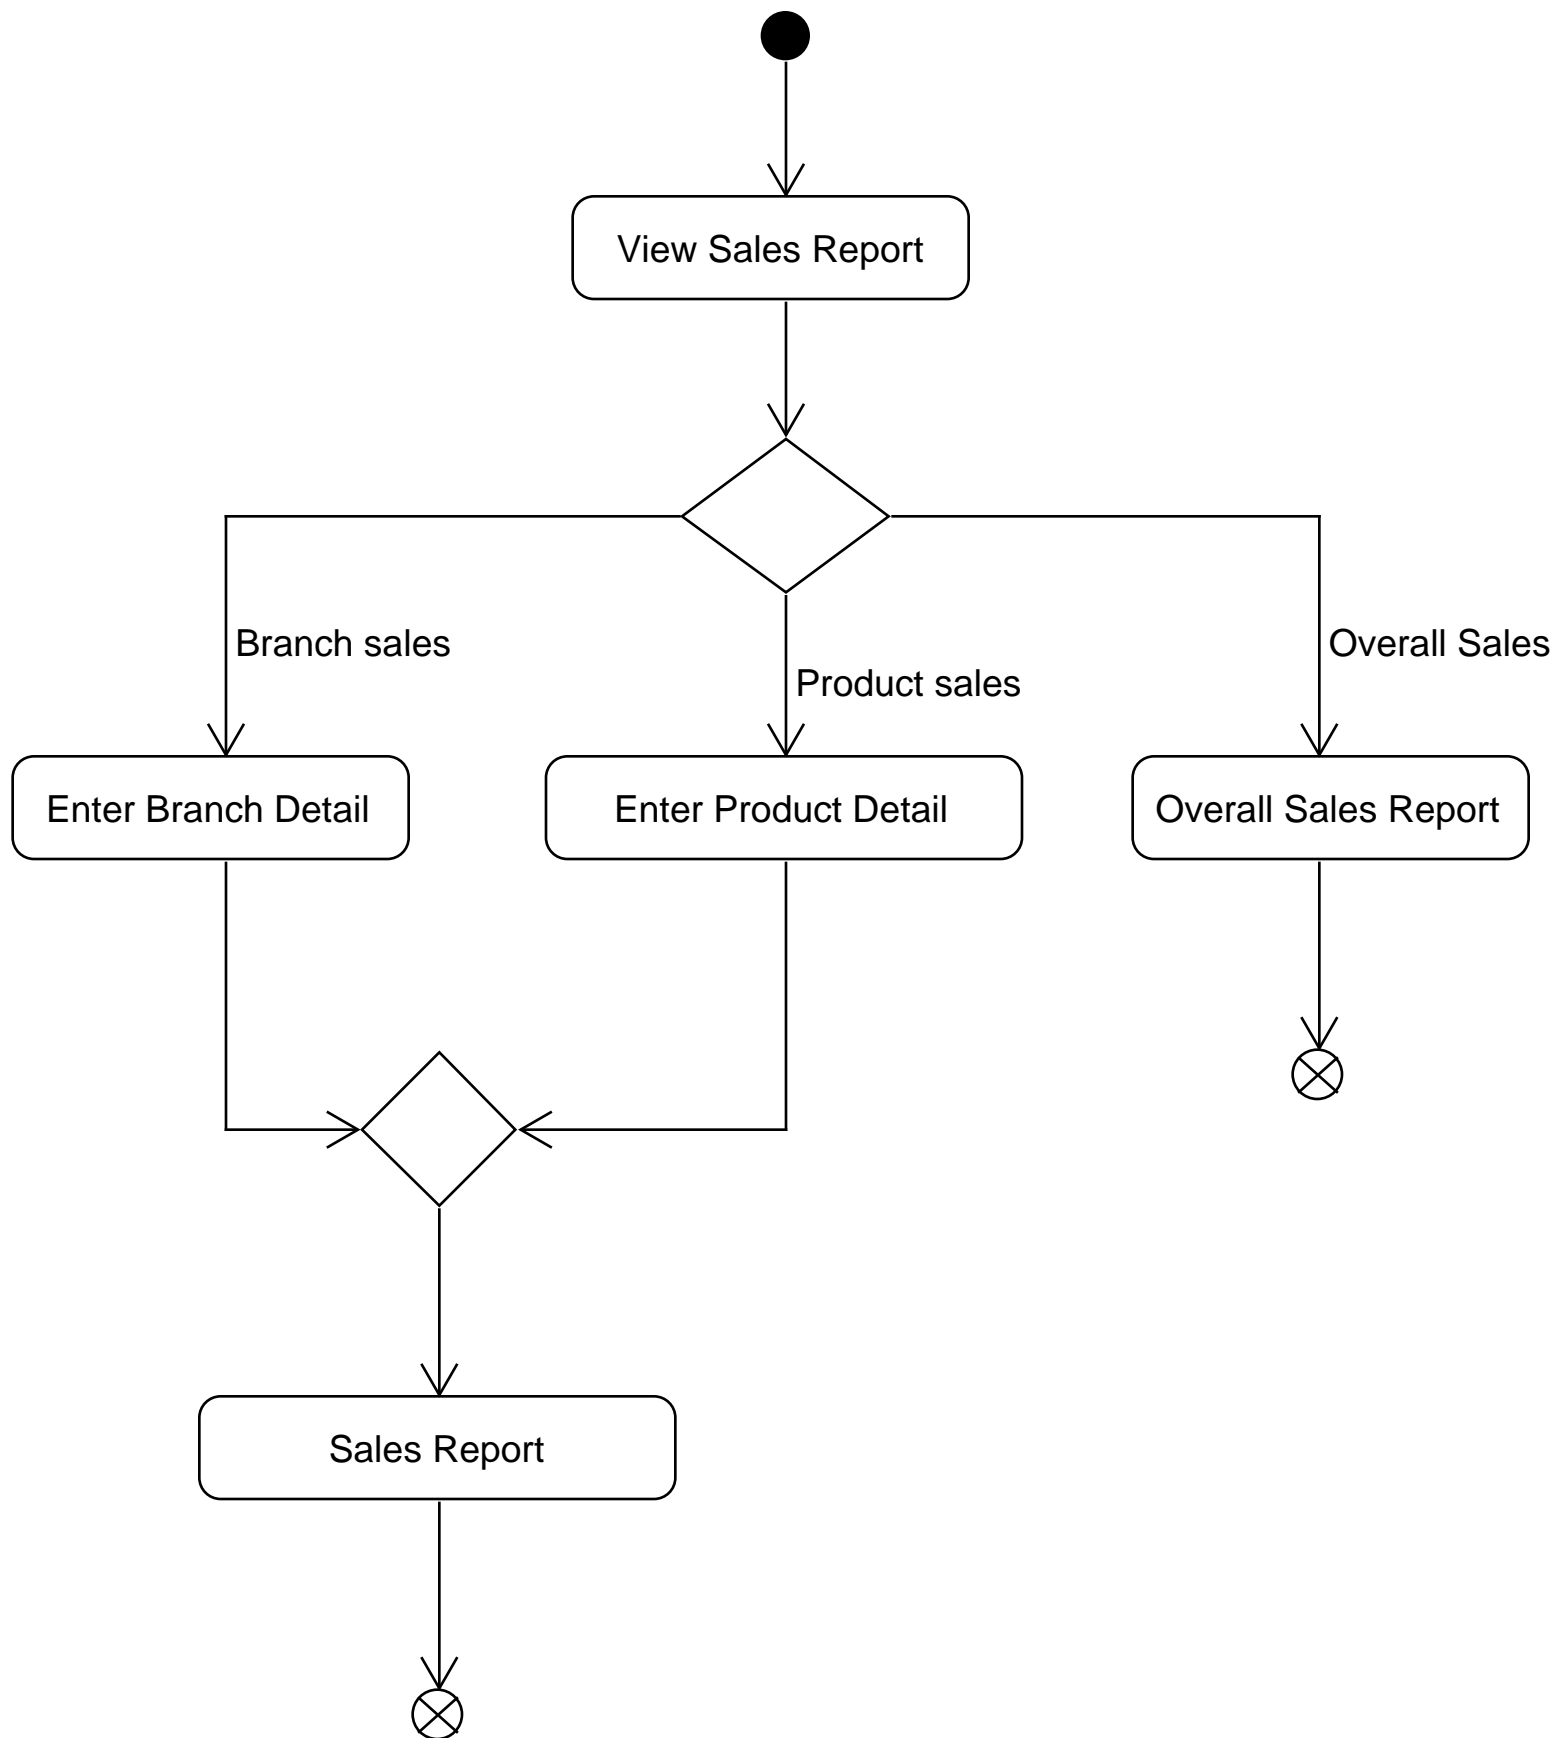 View Sales Report
Branch sales
Overall Sales
Product sales
Enter Branch Detail
Enter Product Detail
Overall Sales Report
Sales Report